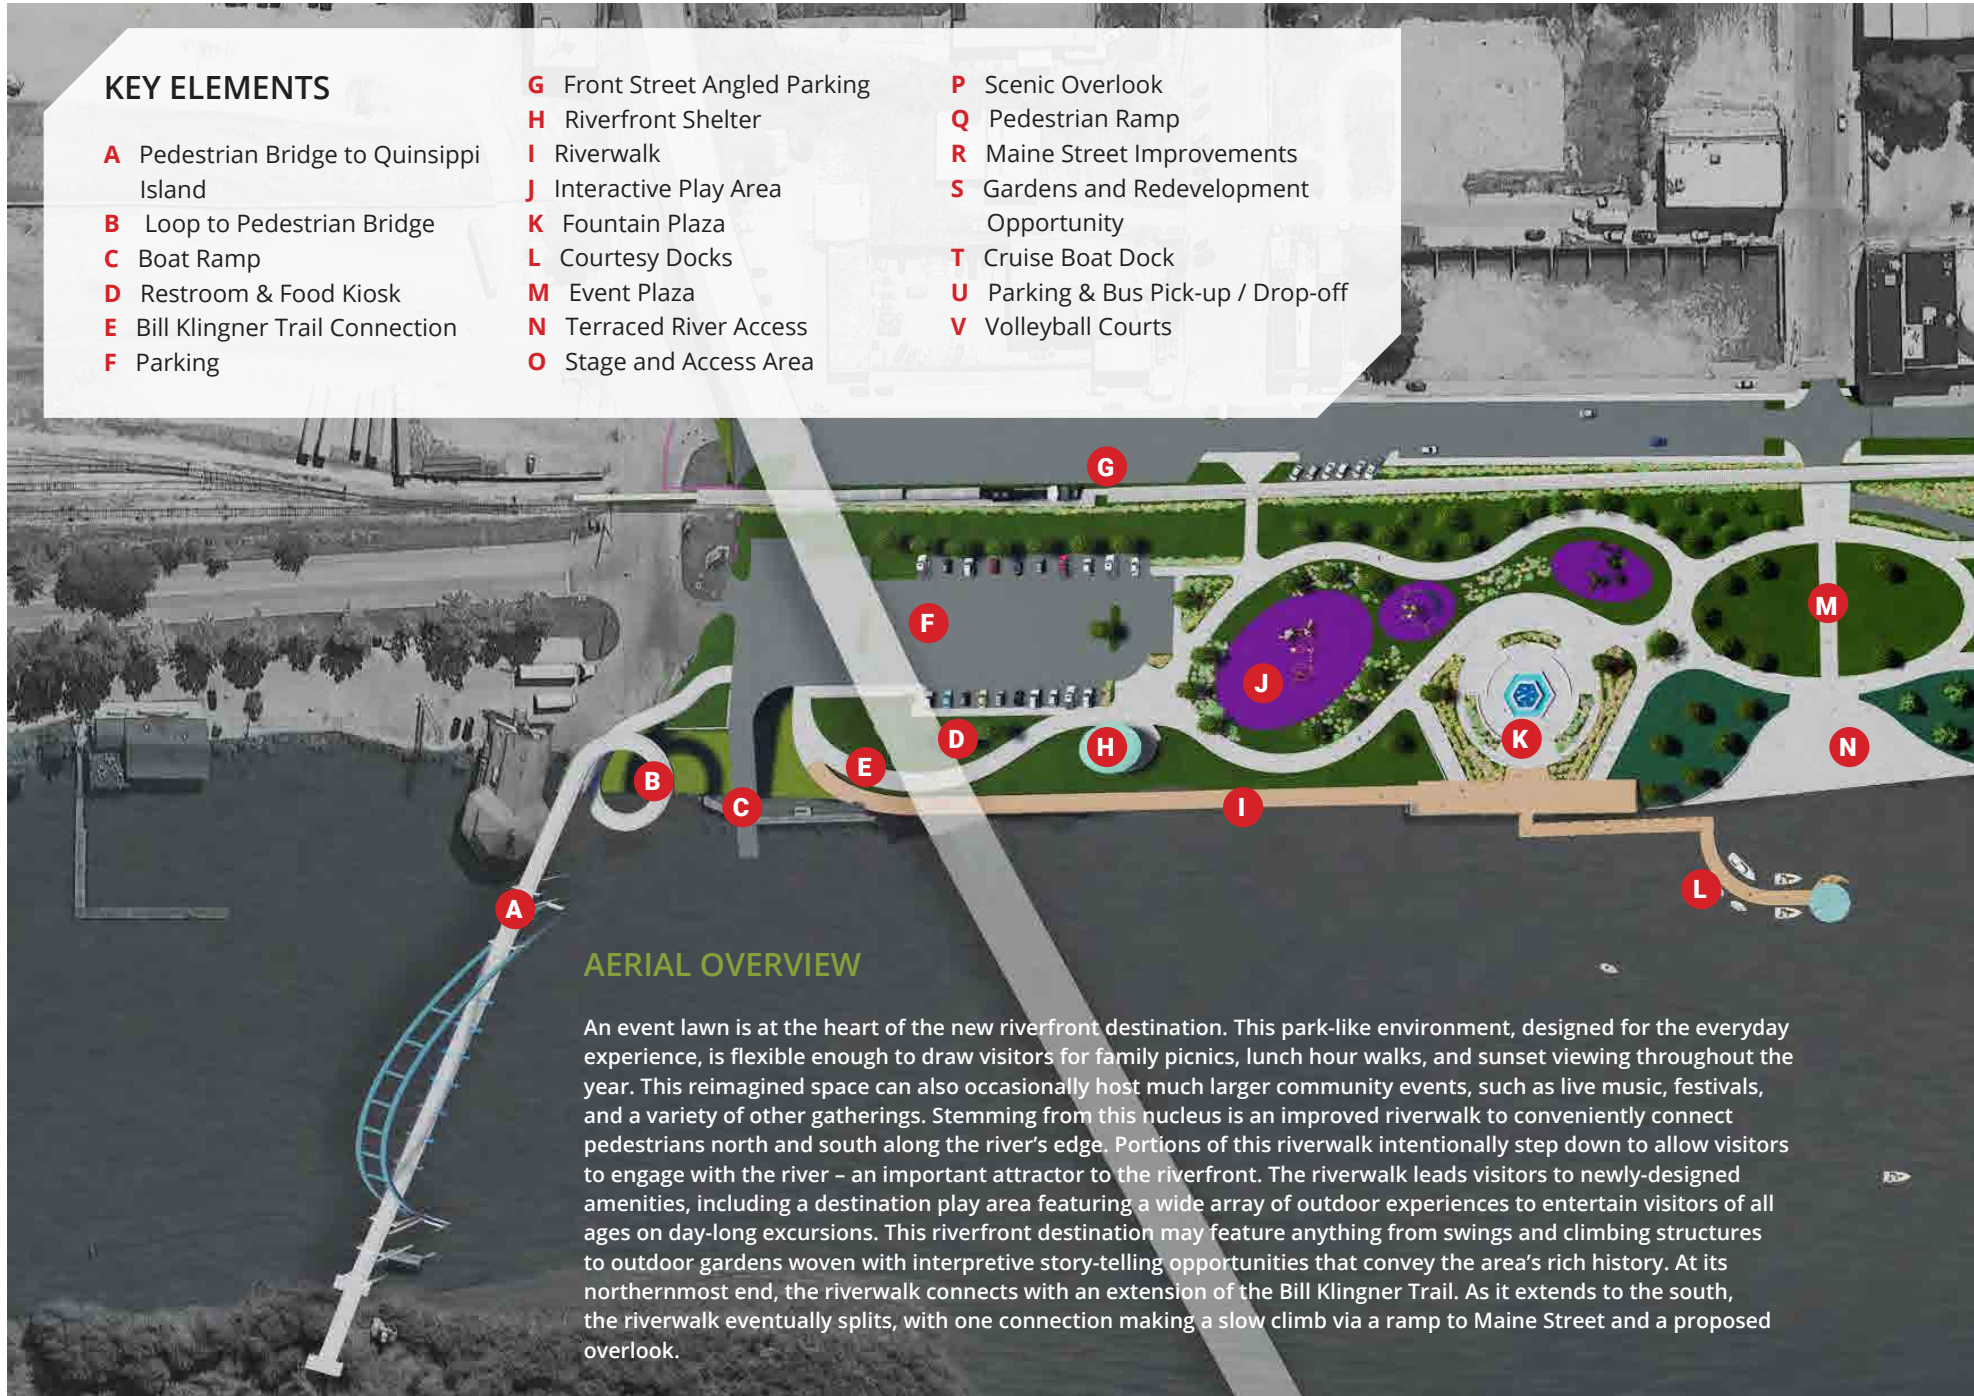 KEY ELEMENTS
A Pedestrian Bridge to Quinsippi
Island
B Loop to Pedestrian Bridge
C Boat Ramp
D Restroom & Food Kiosk
E Bill Klingner Trail Connection
F Parking
G Front Street Angled Parking
H Riverfront Shelter
I Riverwalk
J Interactive Play Area
K Fountain Plaza
L Courtesy Docks
M Event Plaza
N Terraced River Access
O Stage and Access Area
P Scenic Overlook
Q Pedestrian Ramp
R Maine Street Improvements
S Gardens and Redevelopment
Opportunity
T Cruise Boat Dock
U Parking & Bus Pick-up / Drop-off
V Volleyball Courts
G
F
M
J
D
H
K
N
E
B
C
I
L
A
AERIAL OVERVIEW
An event lawn is at the heart of the new riverfront destination. This park-like environment, designed for the everyday
experience, is flexible enough to draw visitors for family picnics, lunch hour walks, and sunset viewing throughout the
year. This reimagined space can also occasionally host much larger community events, such as live music, festivals,
and a variety of other gatherings. Stemming from this nucleus is an improved riverwalk to conveniently connect
pedestrians north and south along the river’s edge. Portions of this riverwalk intentionally step down to allow visitors
to engage with the river – an important attractor to the riverfront. The riverwalk leads visitors to newly-designed
amenities, including a destination play area featuring a wide array of outdoor experiences to entertain visitors of all
ages on day-long excursions. This riverfront destination may feature anything from swings and climbing structures
to outdoor gardens woven with interpretive story-telling opportunities that convey the area’s rich history. At its
northernmost end, the riverwalk connects with an extension of the Bill Klingner Trail. As it extends to the south,
the riverwalk eventually splits, with one connection making a slow climb via a ramp to Maine Street and a proposed
overlook.